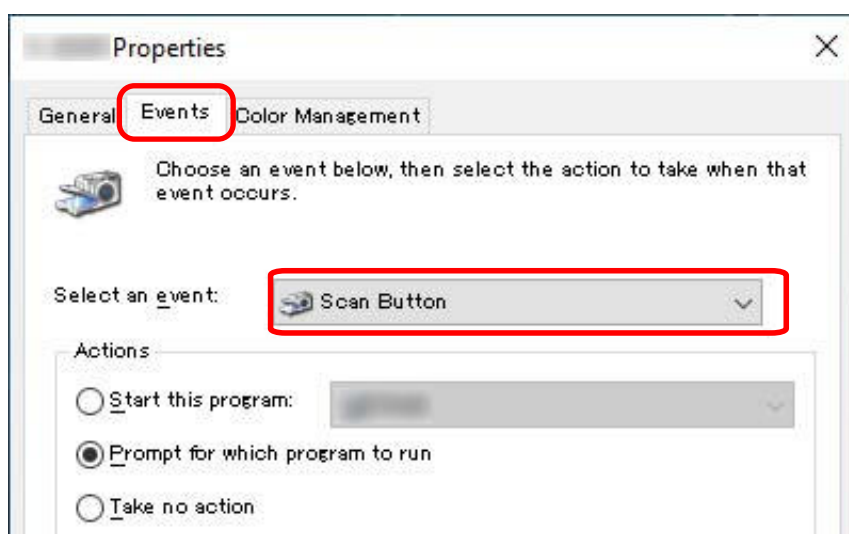 Properties
General Events Color Management
Choose an event below, then select the action to take when that
event occurs.
Select an event: Scan Button
Actions
Start this program:
Prompt for which program to run
Take no action